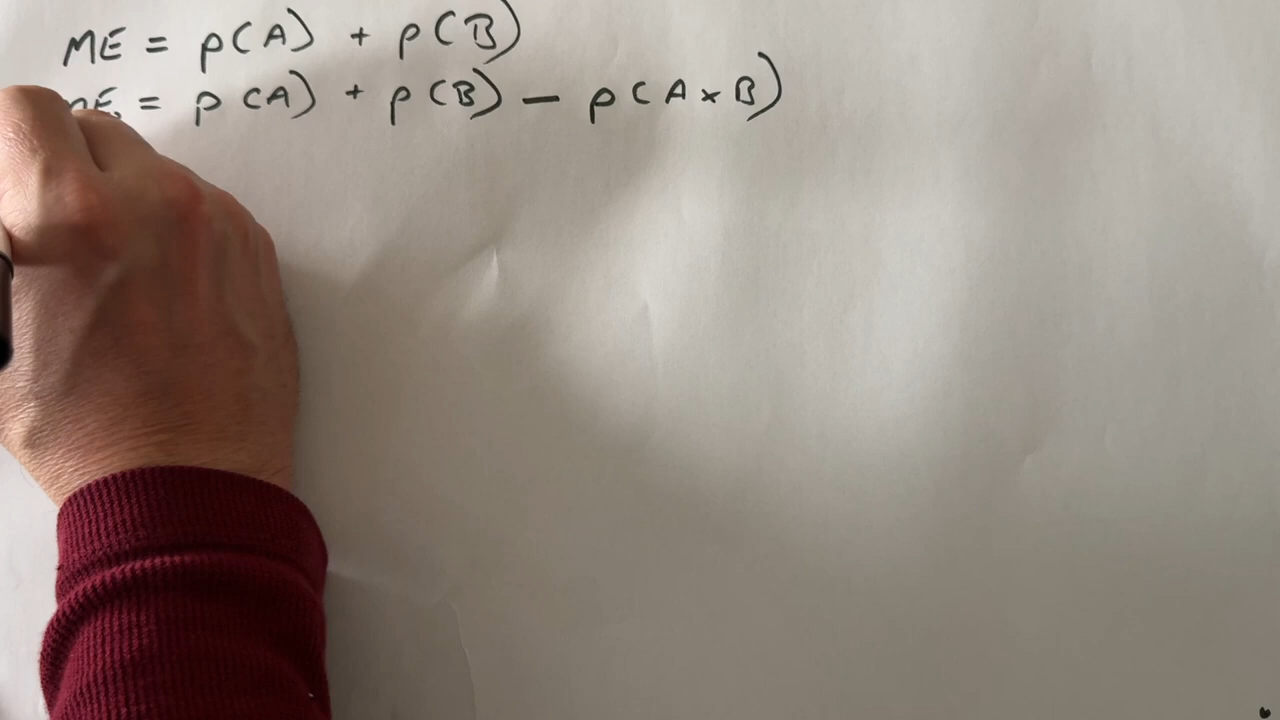 ME = p(A) + p(B)
= p(A) + p(B) - p(A x B)